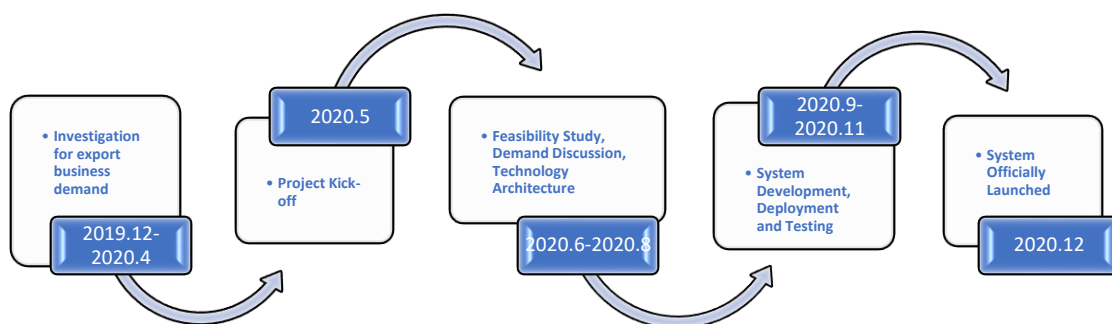 • Investigation
for export
business
demand
2019.12-
2020.4
2020.5
• Project Kick-
off
• Feasibility Study,
Demand Discussion,
Technology
Architecture
2020.6-2020.8
2020.9-
2020.11
• System
Development,
Deployment
and Testing
• System
Officially
Launched
2020.12